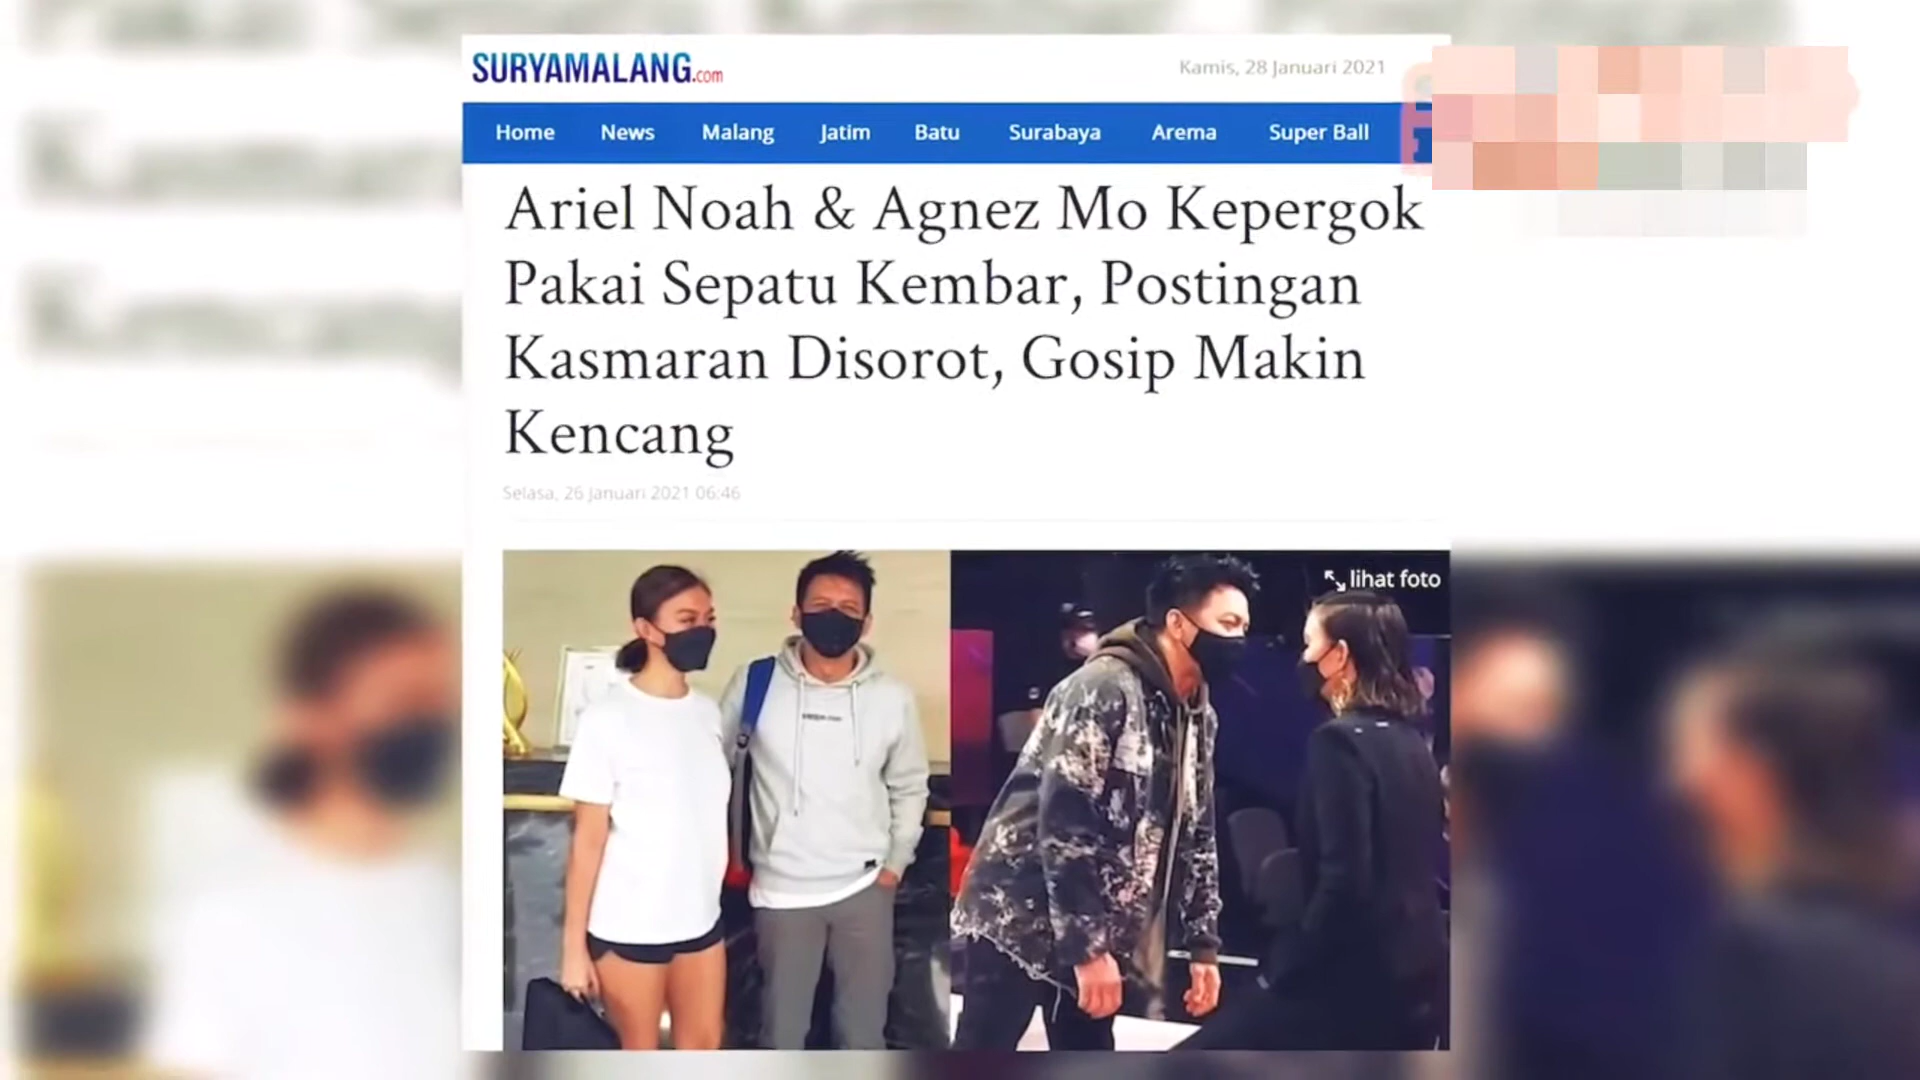 SURYAMALANG.com
Kamis, 28 Januari 2021
Home News Malang Jatim Batu Surabaya Arema Super Ball
Ariel Noah & Agnez Mo Kepergok
Pakai Sepatu Kembar, Postingan
Kasmaran Disorot, Gosip Makin
Kencang
Selasa, 26 Januari 2021 06:46
lihat foto